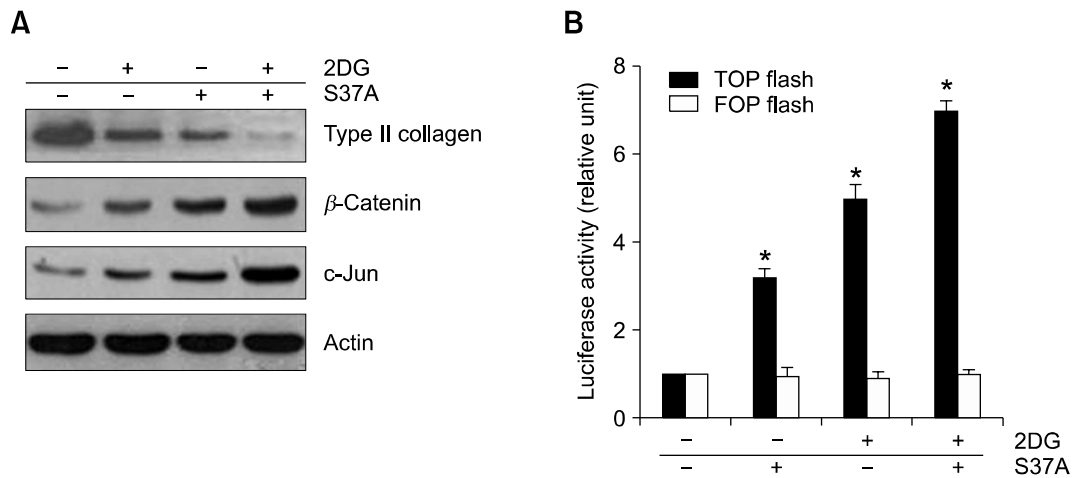 A
− + − + 2DG
− − + + S37A
Type II collagen
β-Catenin
c-Jun
Actin
B
8
6
4
2
0
Luciferase activity (relative unit)
TOP flash
FOP flash
* * *
− − + + 2DG
− + − + S37A